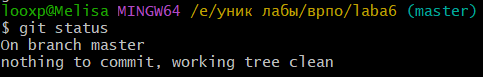 looxp@Melisa MINGW64 /e/уник лабы/врпо/laba6 (master)
$ git status
On branch master
nothing to commit, working tree clean